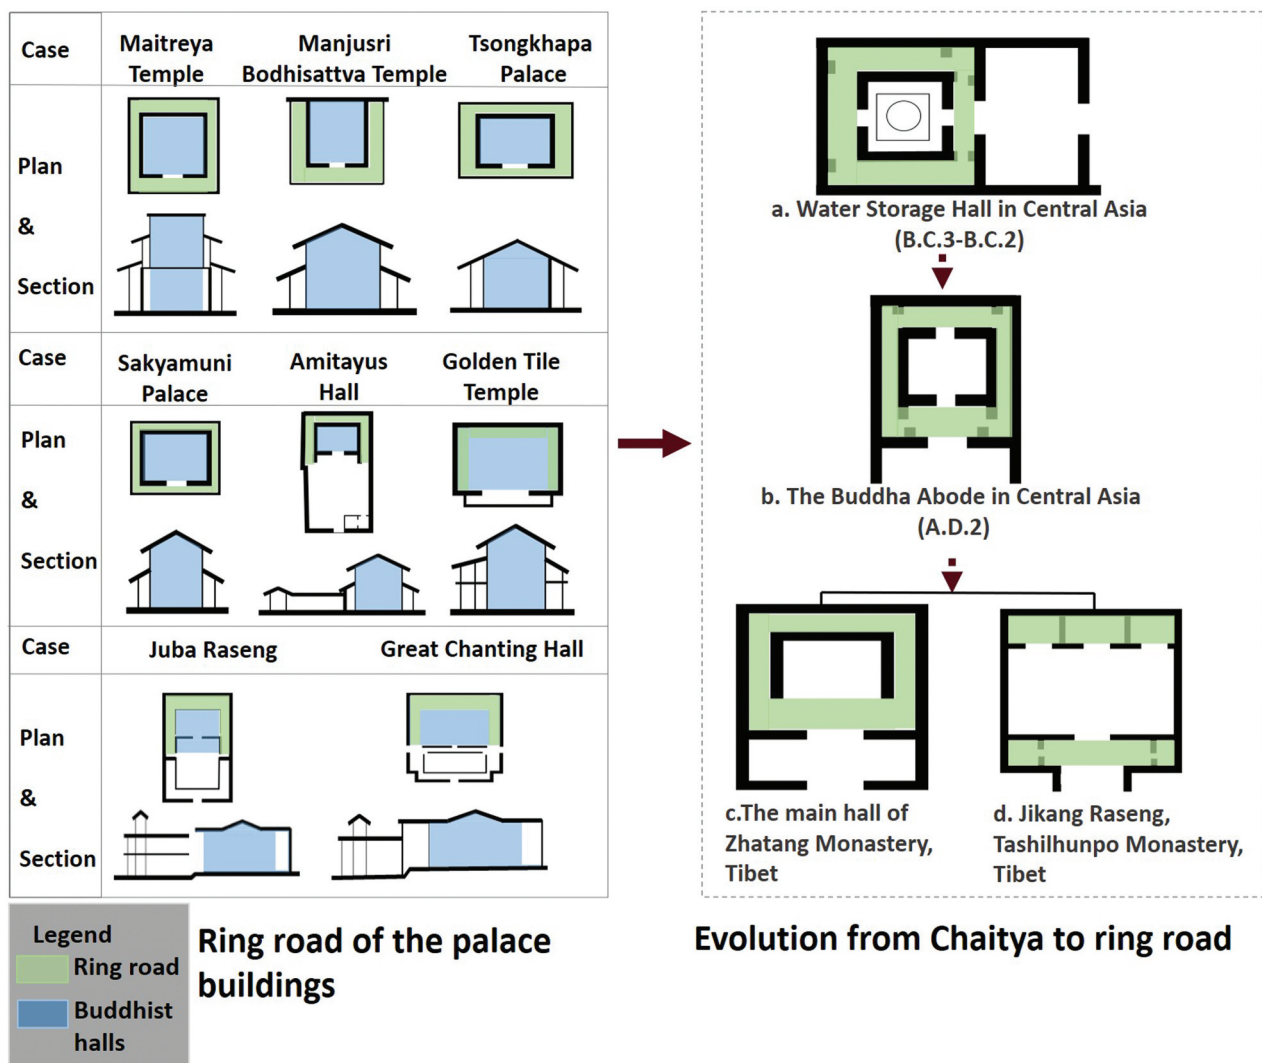 Case
Maitreya
Temple
Manjusri
Bodhisattva Temple
Tsongkhapa
Palace
Plan
&
Section
Case
Sakyamuni
Palace
Amitayus
Hall
Golden Tile
Temple
Plan
&
Section
Case
Juba Raseng
Great Chanting Hall
Plan
&
Section
Legend
Ring road
Buddhist
halls
Ring road of the palace
buildings
a. Water Storage Hall in Central Asia
(B.C.3-B.C.2)
b. The Buddha Abode in Central Asia
(A.D.2)
c.The main hall of
Zhatang Monastery,
Tibet
d. Jikang Raseng,
Tashilhunpo Monastery,
Tibet
Evolution from Chaitya to ring road